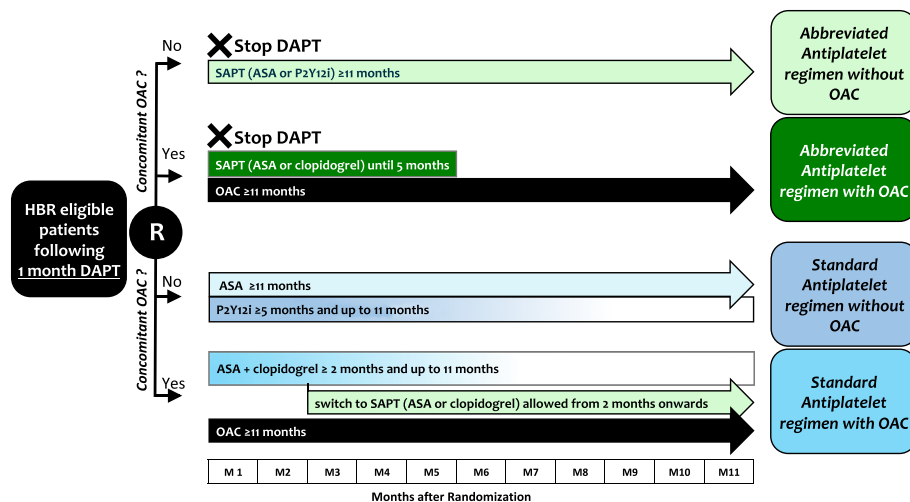 No
Stop DAPT
SAPT (ASA or P2Y12i) ≥11 months
Abbreviated
Antiplatelet
regimen without
OAC
Concomitant OAC ?
Yes
Stop DAPT
SAPT (ASA or clopidogrel) until 5 months
OAC ≥11 months
Abbreviated
Antiplatelet
regimen with OAC
HBR eligible
patients
following
1 month DAPT
R
Concomitant OAC ?
No
ASA ≥11 months
P2Y12i ≥5 months and up to 11 months
Standard
Antiplatelet
regimen without
OAC
Yes
ASA + clopidogrel ≥ 2 months and up to 11 months
switch to SAPT (ASA or clopidogrel) allowed from 2 months onwards
OAC ≥11 months
Standard
Antiplatelet
regimen with OAC
M 1 M2 M3 M4 M5 M6 M7 M8 M9 M10 M11
Months after Randomization